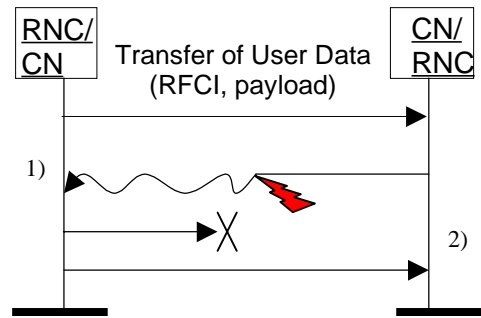 RNC/
CN
CN/
RNC
Transfer of User Data
(RFCI, payload)
1)
2)